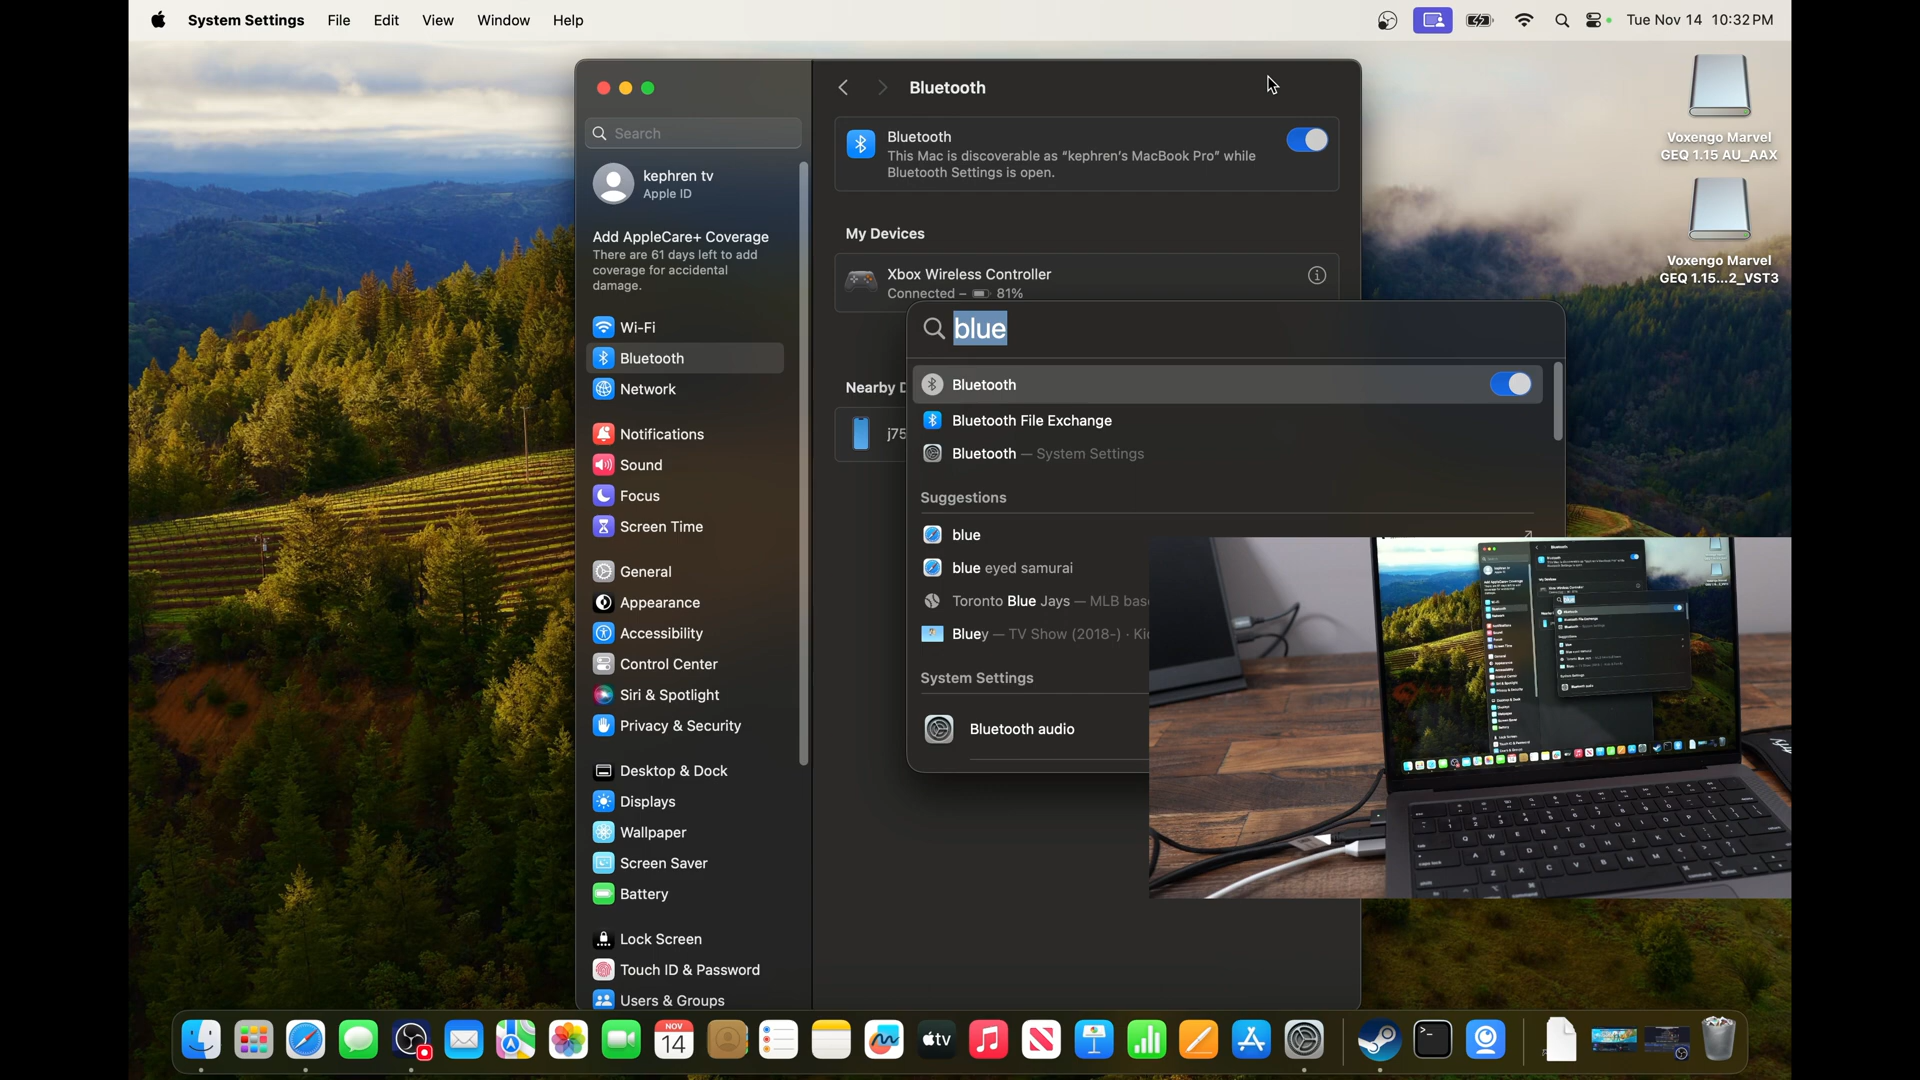 System Settings File Edit View Window Help
Tue Nov 14 10:32 PM
Voxengo Marvel
GEQ 1.15 AU_AAX
Voxengo Marvel
GEQ 1.15...2_VST3
Search
kephren tv
Apple ID
Add AppleCare+ Coverage
There are 61 days left to add
coverage for accidental
damage.
Wi-Fi
Bluetooth
Network
Notifications
Sound
Focus
Screen Time
General
Appearance
Accessibility
Control Center
Siri & Spotlight
Privacy & Security
Desktop & Dock
Displays
Wallpaper
Screen Saver
Battery
Lock Screen
Touch ID & Password
Users & Groups
Bluetooth
Bluetooth
This Mac is discoverable as “kephren’s MacBook Pro” while
Bluetooth Settings is open.
My Devices
Xbox Wireless Controller
Connected – 81%
Nearby D
j75
blue
Bluetooth
Bluetooth File Exchange
Bluetooth — System Settings
Suggestions
blue
blue eyed samurai
Toronto Blue Jays — MLB bas
Bluey — TV Show (2018-) · Ki
System Settings
Bluetooth audio
NOV
14
tv